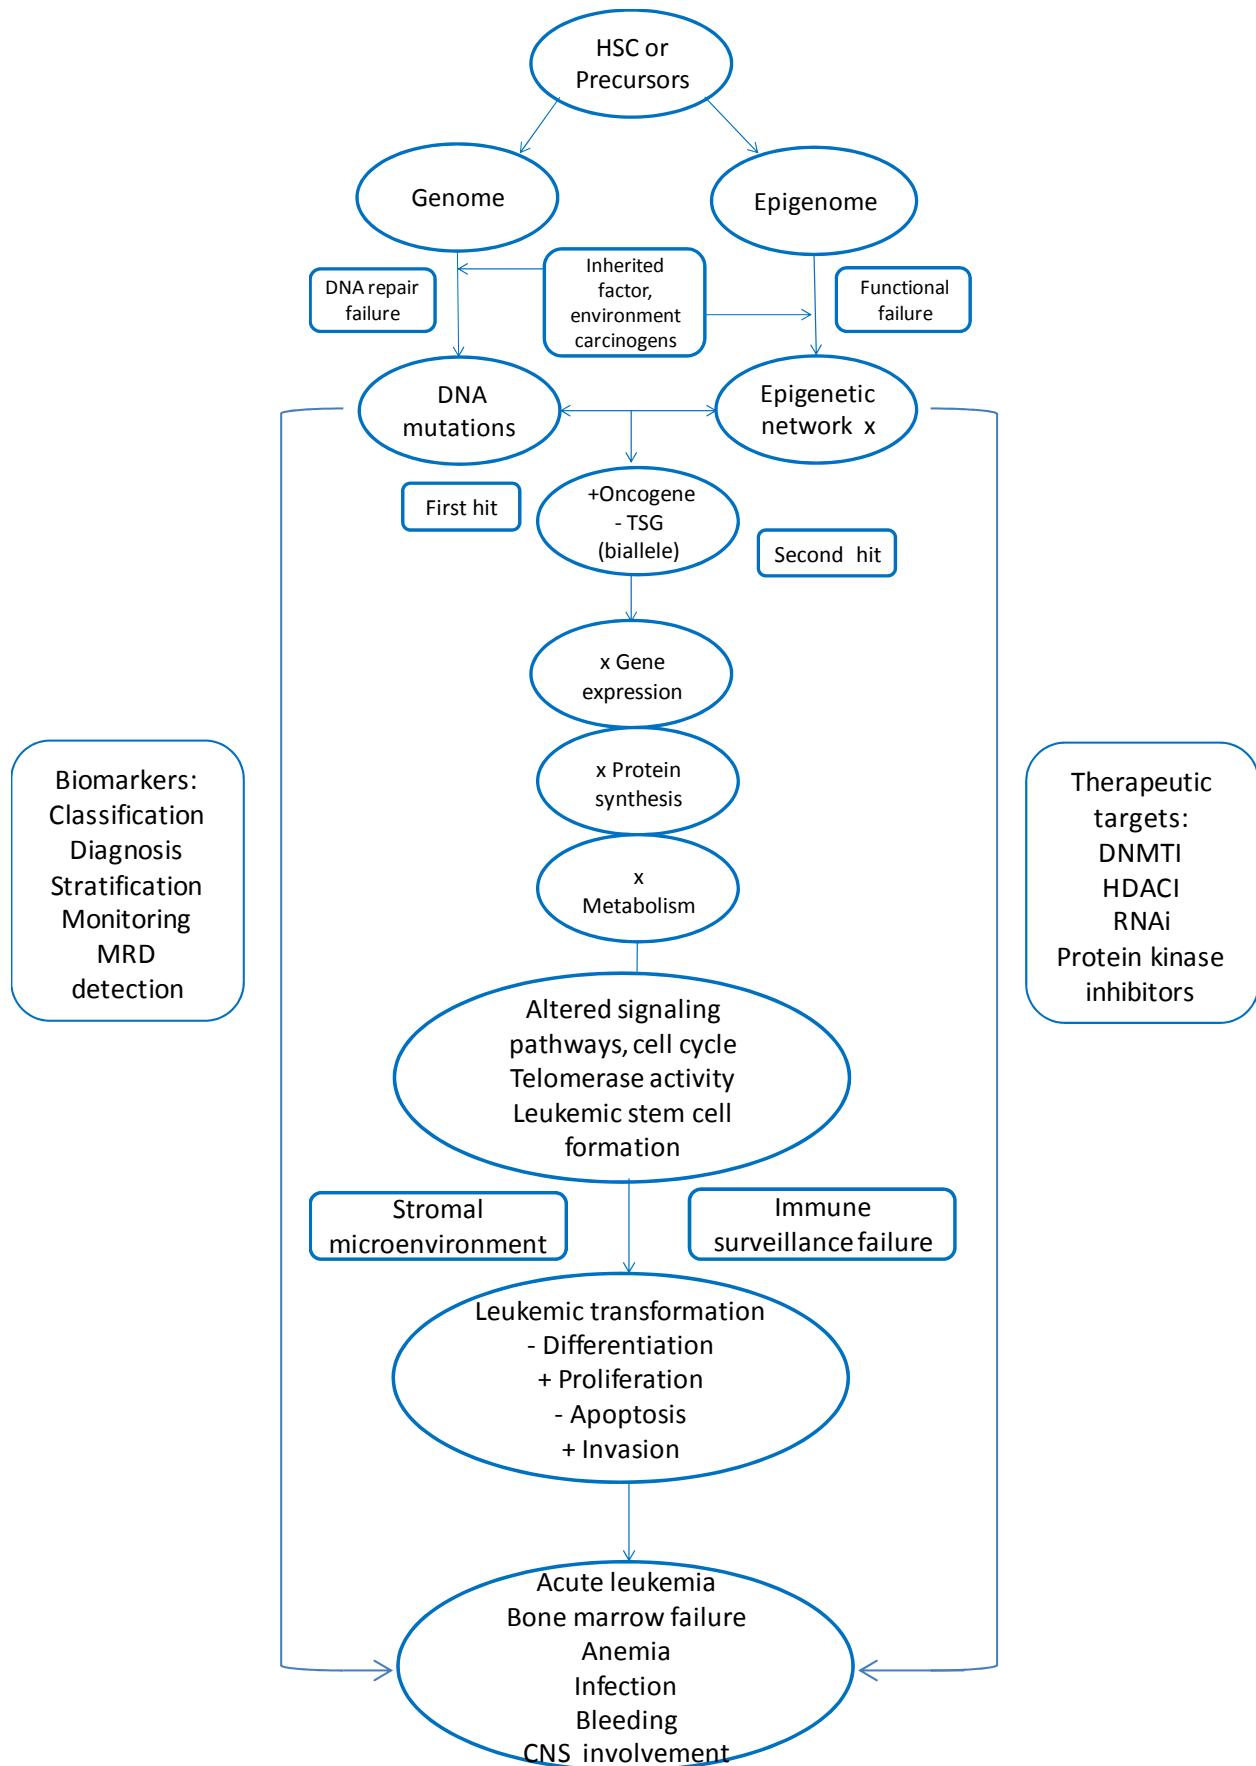 HSC or
Precursors
Genome
Epigenome
DNA repair
failure
Inherited
factor,
environment
carcinogens
Functional
failure
DNA
mutations
Epigenetic
network x
First hit
+Oncogene
- TSG
(biallele)
Second hit
x Gene
expression
x Protein
synthesis
x
Metabolism
Biomarkers:
Classification
Diagnosis
Stratification
Monitoring
MRD
detection
Therapeutic
targets:
DNMTI
HDACI
RNAi
Protein kinase
inhibitors
Altered signaling
pathways, cell cycle
Telomerase activity
Leukemic stem cell
formation
Stromal
microenvironment
Immune
surveillance failure
Leukemic transformation
- Differentiation
+ Proliferation
- Apoptosis
+ Invasion
Acute leukemia
Bone marrow failure
Anemia
Infection
Bleeding
CNS involvement